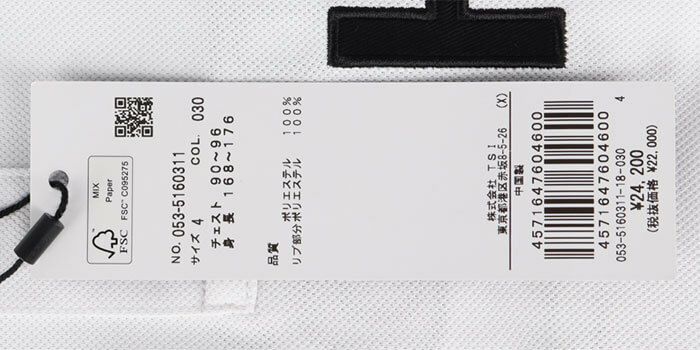 MIX
Paper
FSC
FSC™ C095275
NO. 053-5160311
サイズ 4 COL. 030
チェスト 90～96
身 長 168～176
品質 ポリエステル 100%
リブ部分ポリエステル 100%
株式会社 TSI (X)
東京都港区赤坂8-5-26
中国製
4571647604600
4571647604600 4
053-5160311-18-030
¥24,200
(税抜価格 ¥22,000)